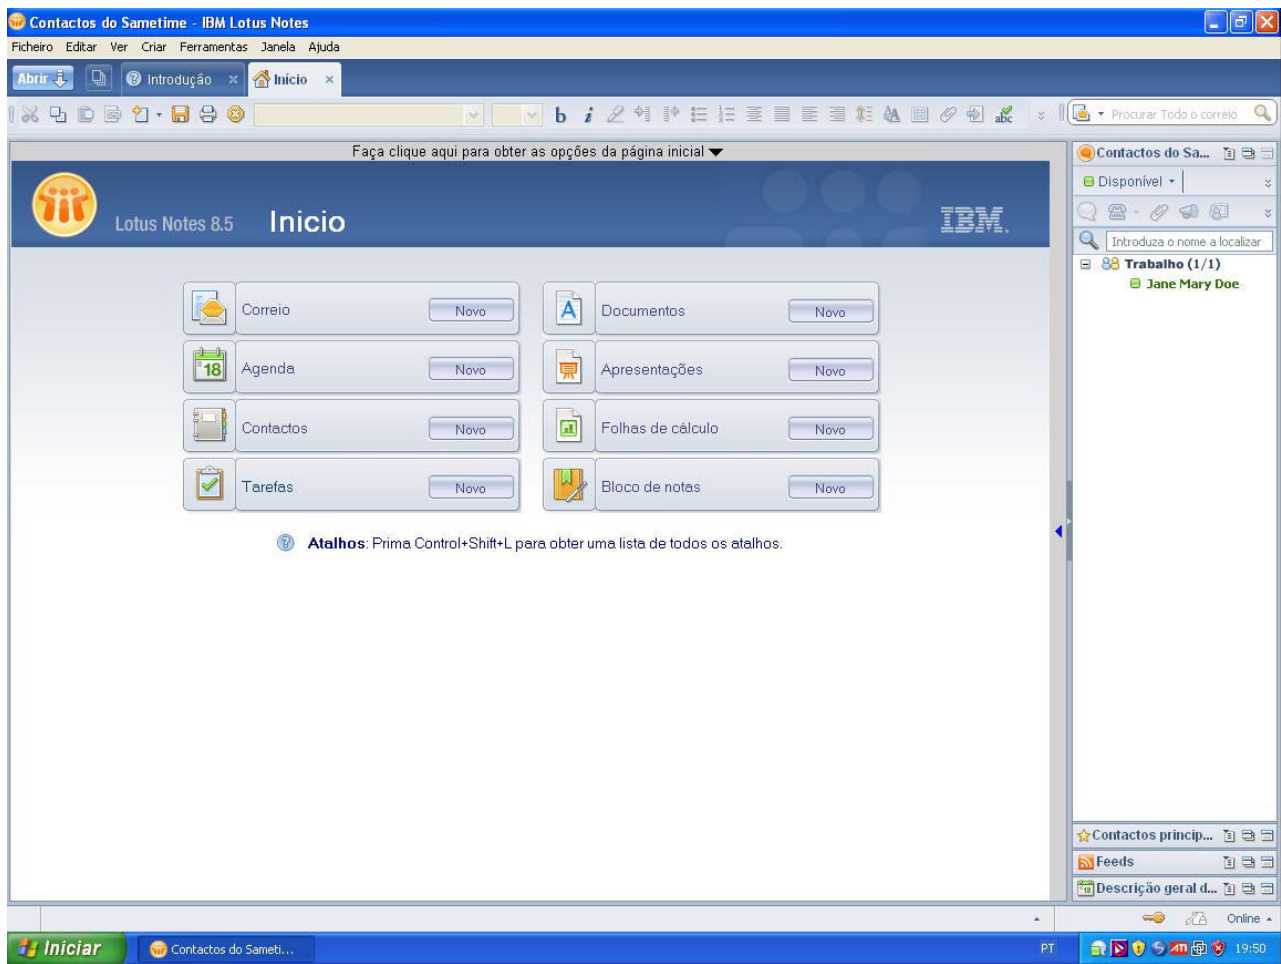 Contactos do Sametime - IBM Lotus Notes
Ficheiro Editar Ver Criar Ferramentas Janela Ajuda
Abrir Introdução Início
b i abc Procurar Todo o correio
Faça clique aqui para obter as opções da página inicial
Lotus Notes 8.5 Inicio IBM.
Correio Novo
Documentos Novo
18 Agenda Novo
Apresentações Novo
Contactos Novo
Folhas de cálculo Novo
Tarefas Novo
Bloco de notas Novo
Atalhos: Prima Control+Shift+L para obter uma lista de todos os atalhos.
Contactos do Sa...
Disponível
Introduza o nome a localizar
Trabalho (1/1)
Jane Mary Doe
Contactos princip...
Feeds
Descrição geral d...
Online
Iniciar Contactos do Sameti... PT ATI 19:50